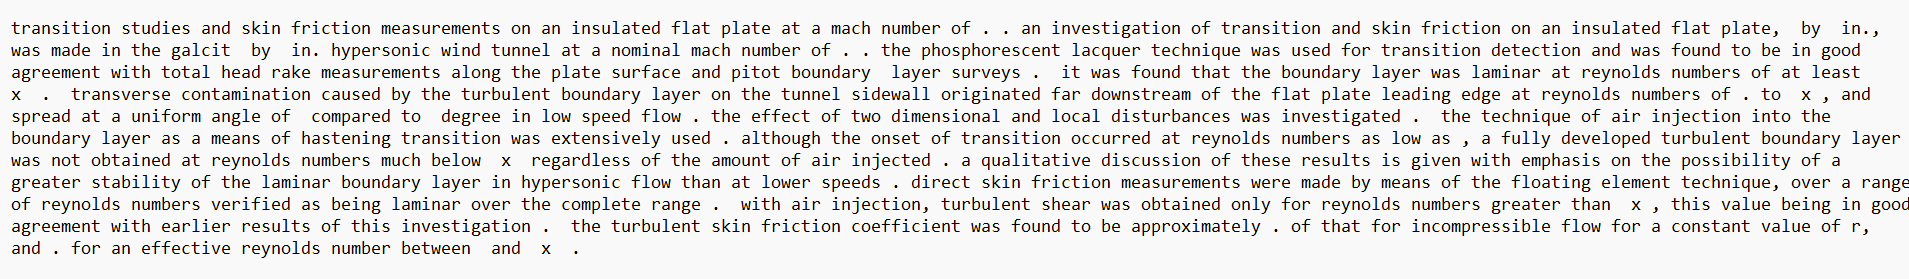 transition studies and skin friction measurements on an insulated flat plate at a mach number of . . an investigation of transition and skin friction on an insulated flat plate,  by  in.,
was made in the galcit  by  in. hypersonic wind tunnel at a nominal mach number of . . the phosphorescent lacquer technique was used for transition detection and was found to be in good
agreement with total head rake measurements along the plate surface and pitot boundary  layer surveys .  it was found that the boundary layer was laminar at reynolds numbers of at least
x  .  transverse contamination caused by the turbulent boundary layer on the tunnel sidewall originated far downstream of the flat plate leading edge at reynolds numbers of . to  x , and
spread at a uniform angle of  compared to  degree in low speed flow . the effect of two dimensional and local disturbances was investigated .  the technique of air injection into the
boundary layer as a means of hastening transition was extensively used . although the onset of transition occurred at reynolds numbers as low as , a fully developed turbulent boundary layer
was not obtained at reynolds numbers much below  x  regardless of the amount of air injected . a qualitative discussion of these results is given with emphasis on the possibility of a
greater stability of the laminar boundary layer in hypersonic flow than at lower speeds . direct skin friction measurements were made by means of the floating element technique, over a range
of reynolds numbers verified as being laminar over the complete range .  with air injection, turbulent shear was obtained only for reynolds numbers greater than  x , this value being in good
agreement with earlier results of this investigation .  the turbulent skin friction coefficient was found to be approximately . of that for incompressible flow for a constant value of r,
and . for an effective reynolds number between  and  x  .